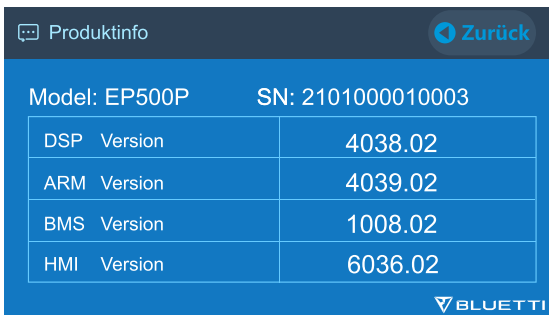 Produktinfo Zurück
Model: EP500P SN: 2101000010003
DSP Version 4038.02
ARM Version 4039.02
BMS Version 1008.02
HMI Version 6036.02
BLUETTI